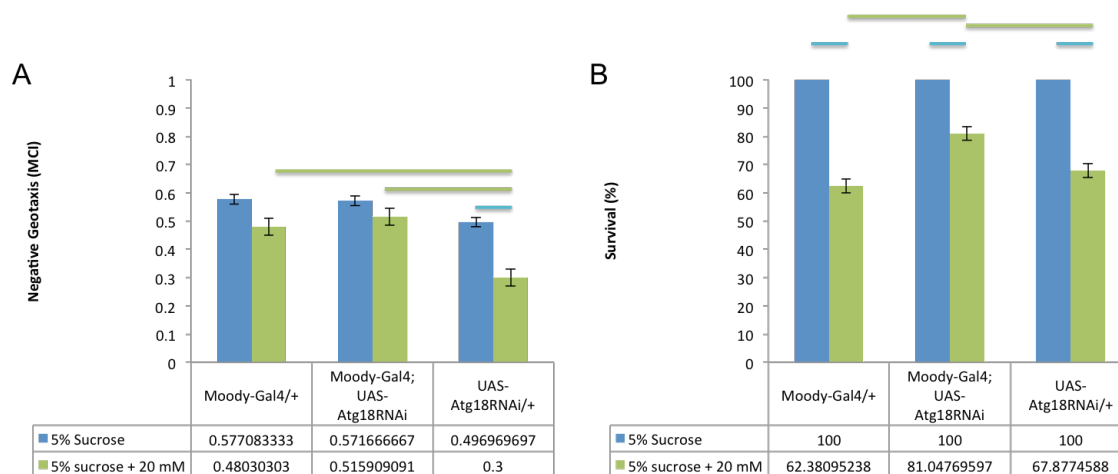 A
Negative Geotaxis (MCI)
1
0.9
0.8
0.7
0.6
0.5
0.4
0.3
0.2
0.1
0
Moody-Gal4/+
Moody-Gal4;
UAS-
Atg18RNAi
UAS-
Atg18RNAi/+
5% Sucrose 0.577083333 0.571666667 0.496969697
5% sucrose + 20 mM 0.48030303 0.515909091 0.3
B
Survival (%)
100
90
80
70
60
50
40
30
20
10
0
Moody-Gal4/+
Moody-Gal4;
UAS-
Atg18RNAi
UAS-
Atg18RNAi/+
5% Sucrose 100 100 100
5% sucrose + 20 mM 62.38095238 81.04769597 67.8774588